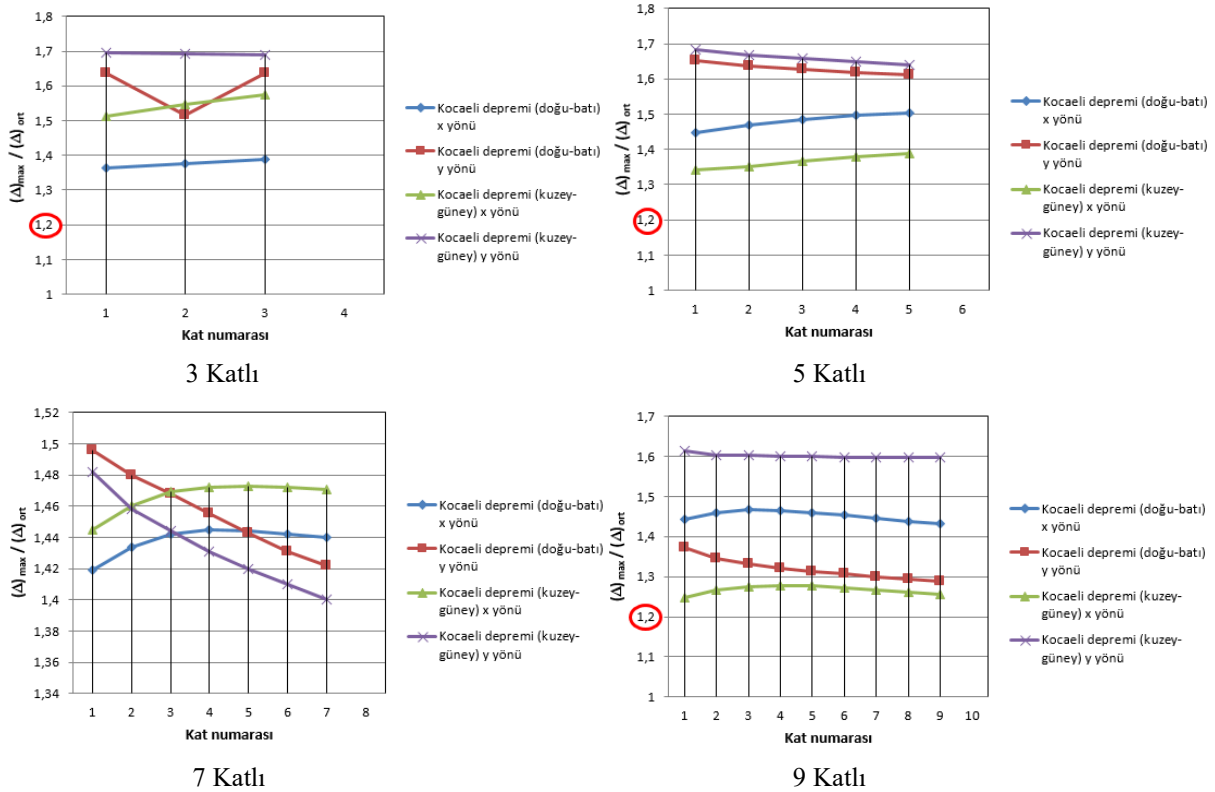 1,8
1,7
1,6
1,5
1,4
1,3
1,2
1,1
1
(Δ)max / (Δ) ort
1 2 3 4
Kat numarası
Kocaeli depremi (doğu-batı)
x yönü
Kocaeli depremi (doğu-batı)
y yönü
Kocaeli depremi (kuzey-
güney) x yönü
Kocaeli depremi (kuzey-
güney) y yönü
3 Katlı
1,8
1,7
1,6
1,5
1,4
1,3
1,2
1,1
1
(Δ) max / (Δ) ort
1 2 3 4 5 6
Kat numarası
Kocaeli depremi (doğu-batı)
x yönü
Kocaeli depremi (doğu-batı)
y yönü
Kocaeli depremi (kuzey-
güney) x yönü
Kocaeli depremi (kuzey-
güney) y yönü
5 Katlı
1,52
1,5
1,48
1,46
1,44
1,42
1,4
1,38
1,36
1,34
(Δ) max / (Δ) ort
1 2 3 4 5 6 7 8
Kat numarası
Kocaeli depremi (doğu-batı)
x yönü
Kocaeli depremi (doğu-batı)
y yönü
Kocaeli depremi (kuzey-
güney) x yönü
Kocaeli depremi (kuzey-
güney) y yönü
7 Katlı
1,7
1,6
1,5
1,4
1,3
1,2
1,1
1
(Δ) max / (Δ) ort
1 2 3 4 5 6 7 8 9 10
Kat numarası
Kocaeli depremi (doğu-batı)
x yönü
Kocaeli depremi (doğu-batı)
y yönü
Kocaeli depremi (kuzey-
güney) x yönü
Kocaeli depremi (kuzey-
güney) y yönü
9 Katlı